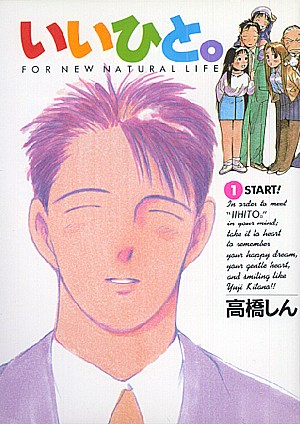 いいひと。
FOR NEW NATURAL LIFE
1 START!
In order to meet
"IIHITO。"
in your mind;
take it to heart
to remember
your happy dream,
your gentle heart,
and smiling like
Yuji Kitano!!
高橋しん